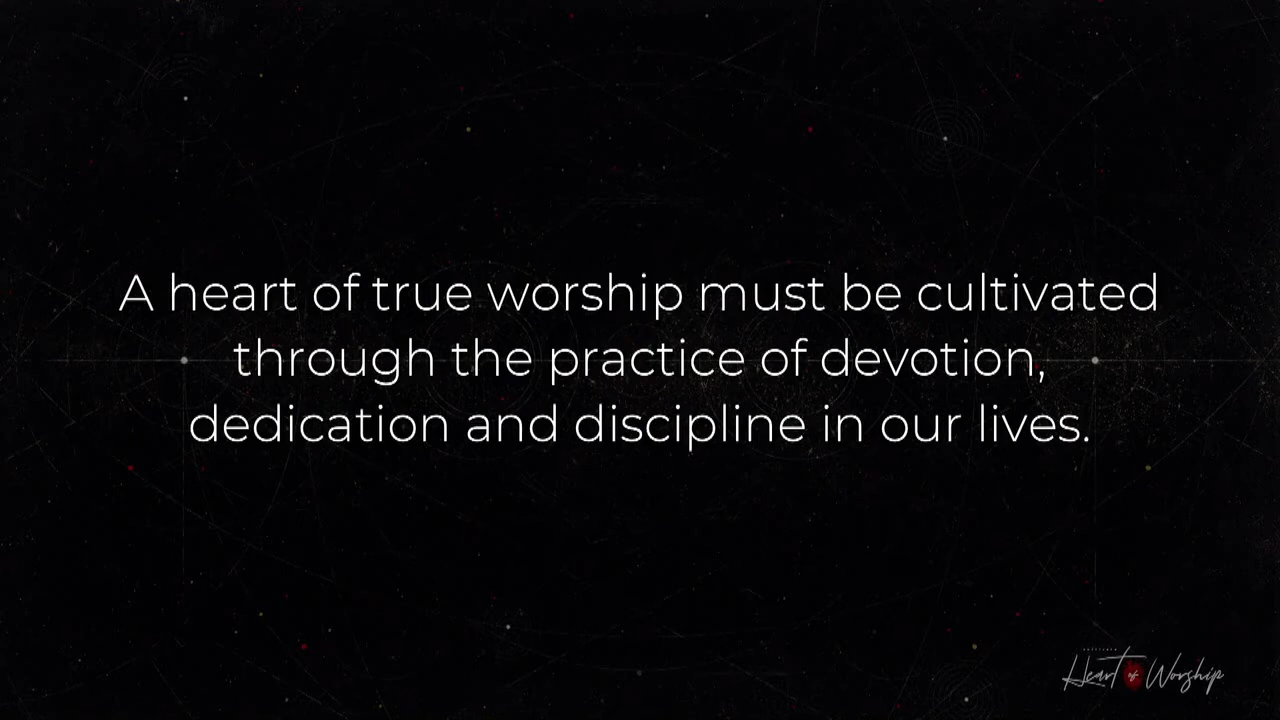 A heart of true worship must be cultivated
through the practice of devotion,
dedication and discipline in our lives.
Heart of Worship